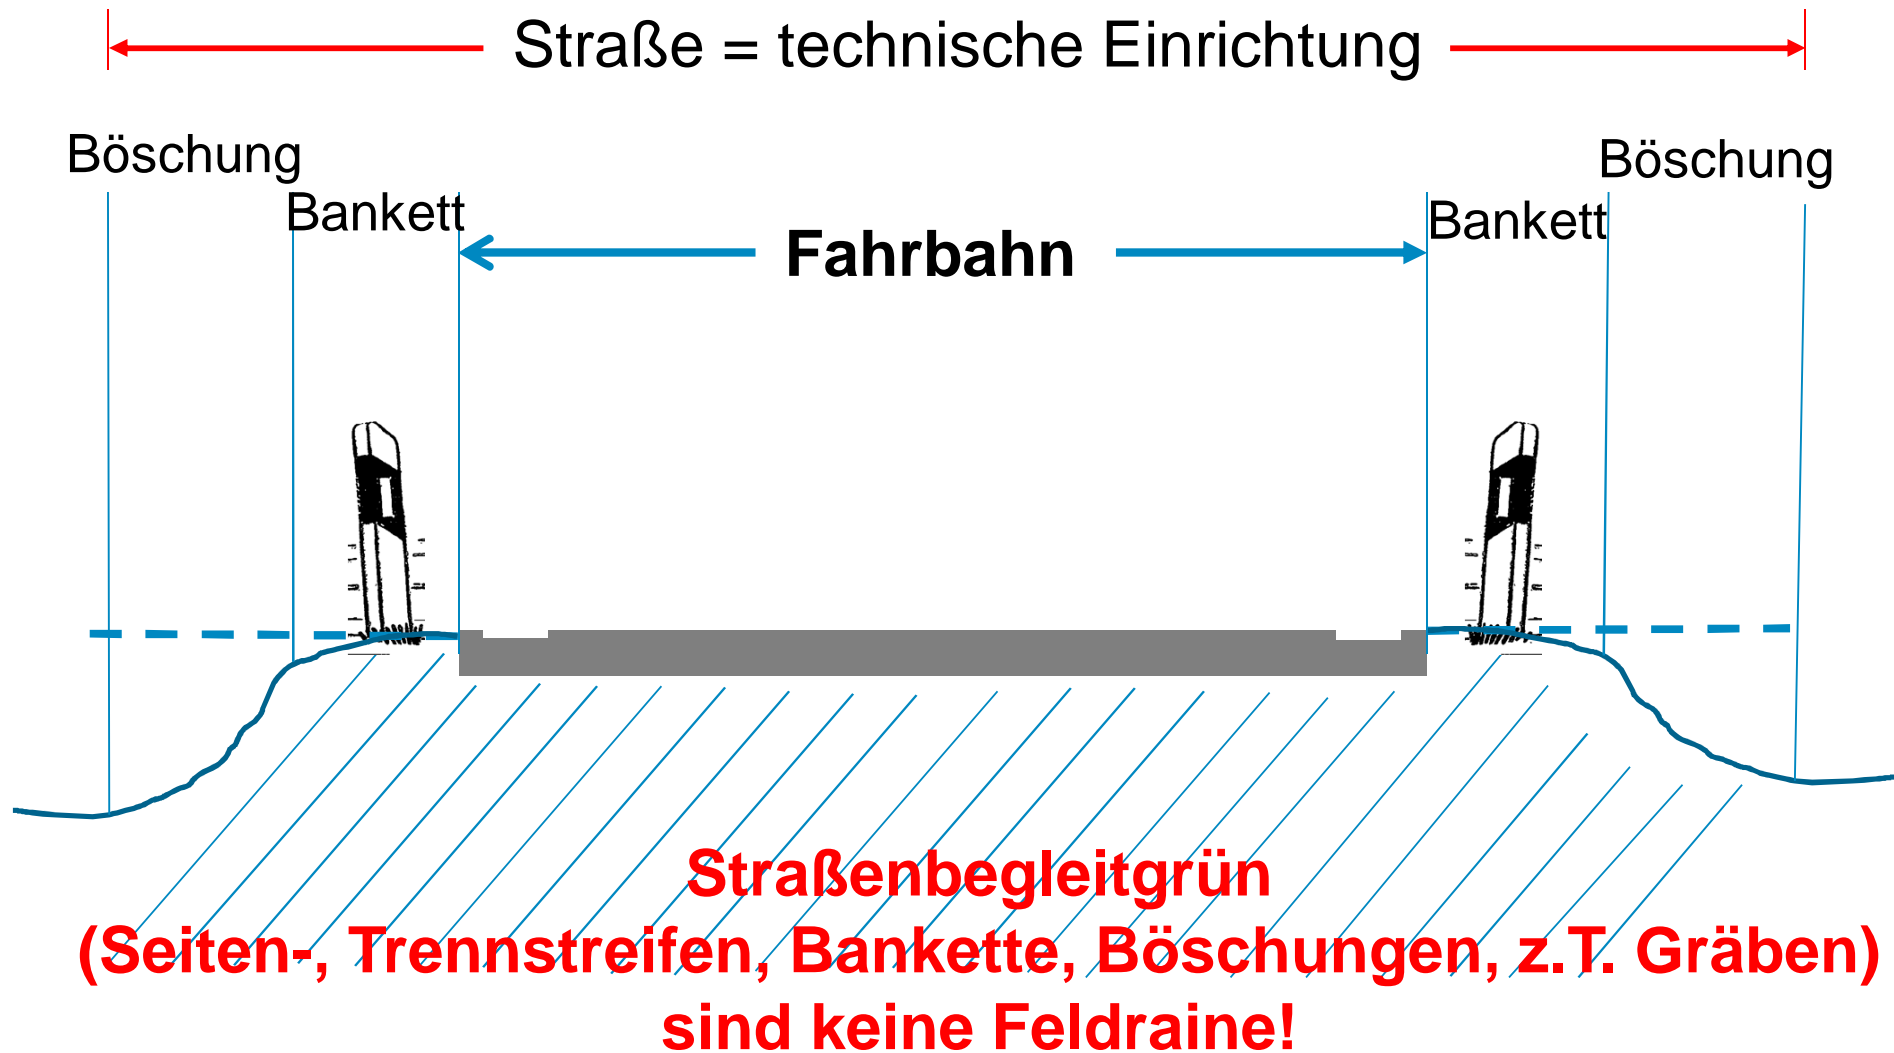 Straße = technische Einrichtung
Böschung
Böschung
Bankett
Bankett
Fahrbahn
Straßenbegleitgrün
(Seiten-, Trennstreifen, Bankette, Böschungen, z.T. Gräben)
sind keine Feldraine!